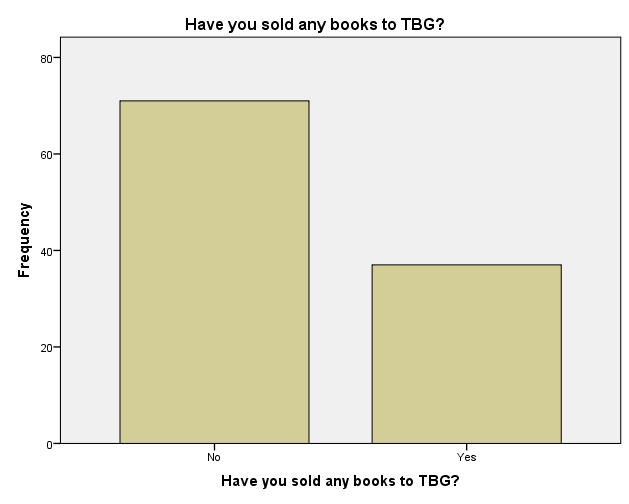 Have you sold any books to TBG?
80
60
40
20
0
Frequency
No Yes
Have you sold any books to TBG?